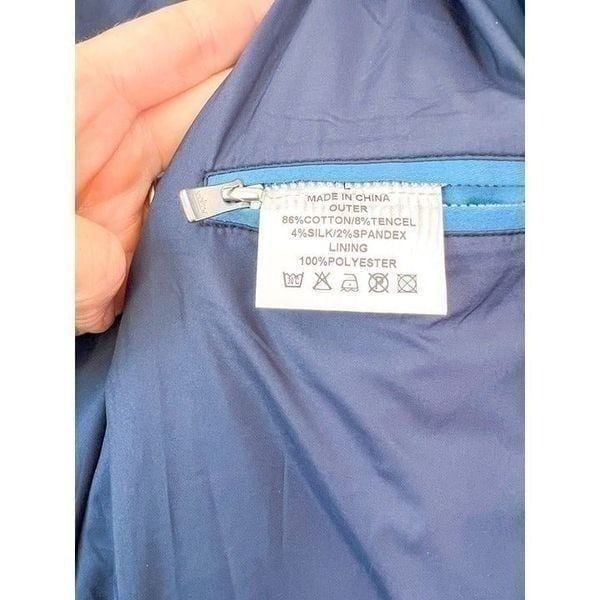 L
MADE IN CHINA
OUTER
86%COTTON/8%TENCEL
4%SILK/2%SPANDEX
LINING
100%POLYESTER